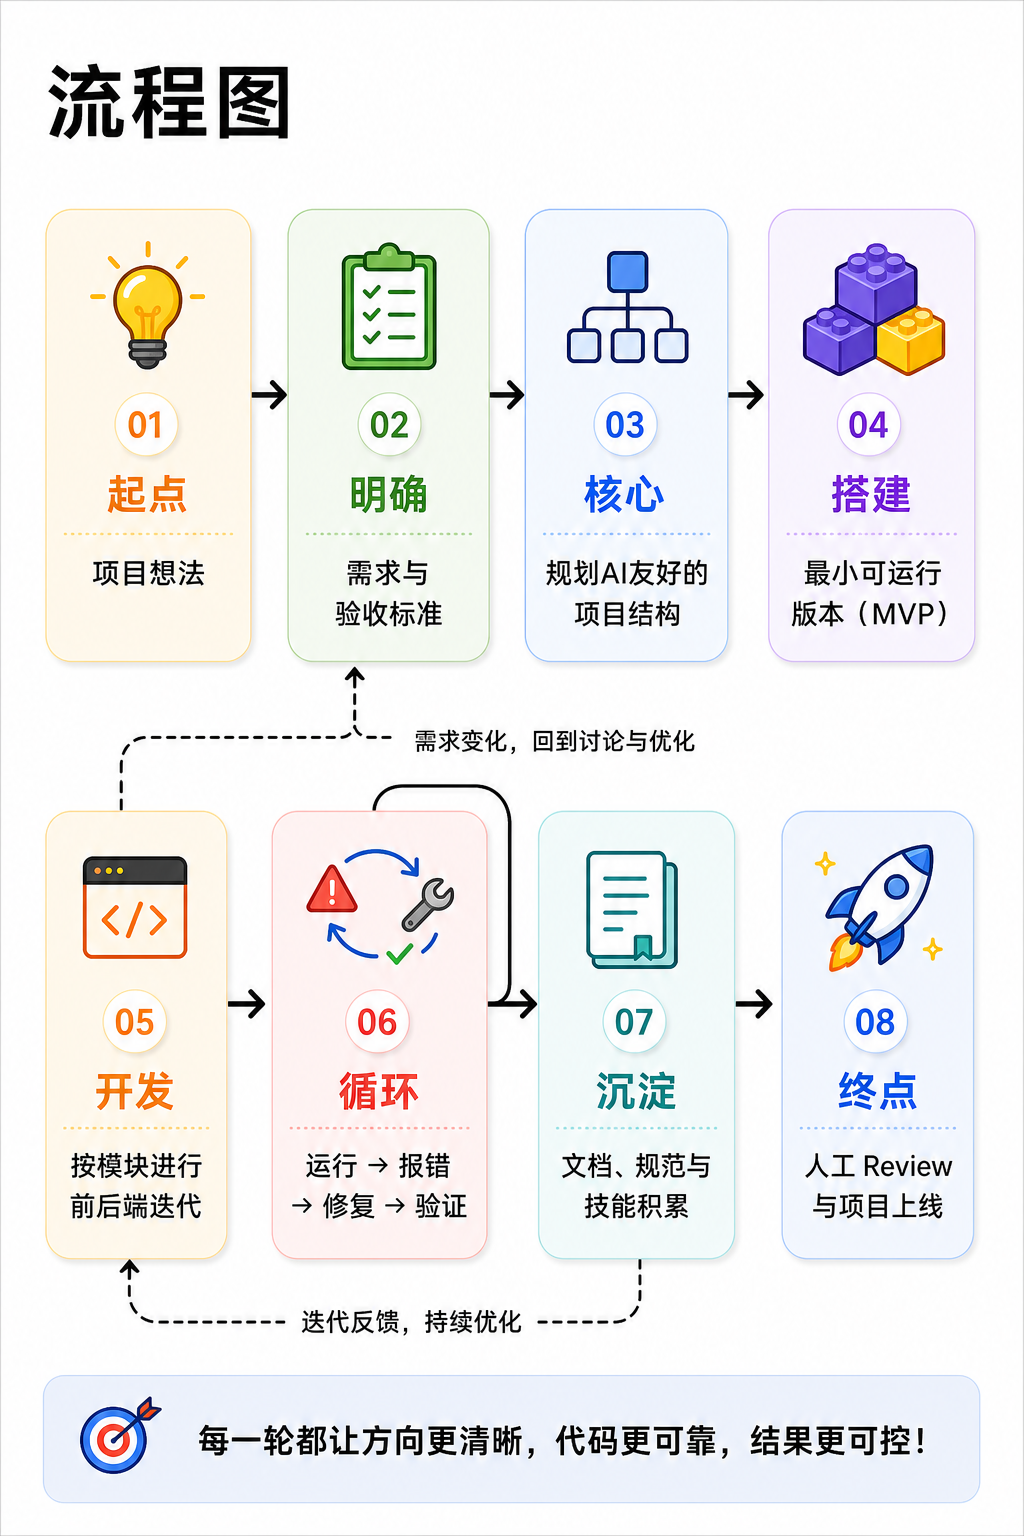 流程图
01
起点
项目想法
02
明确
需求与
验收标准
03
核心
规划AI友好的
项目结构
04
搭建
最小可运行
版本（MVP）
需求变化，回到讨论与优化
05
开发
按模块进行
前后端迭代
06
循环
运行 → 报错
→ 修复 → 验证
07
沉淀
文档、规范与
技能积累
08
终点
人工 Review
与项目上线
迭代反馈，持续优化
每一轮都让方向更清晰，代码更可靠，结果更可控！